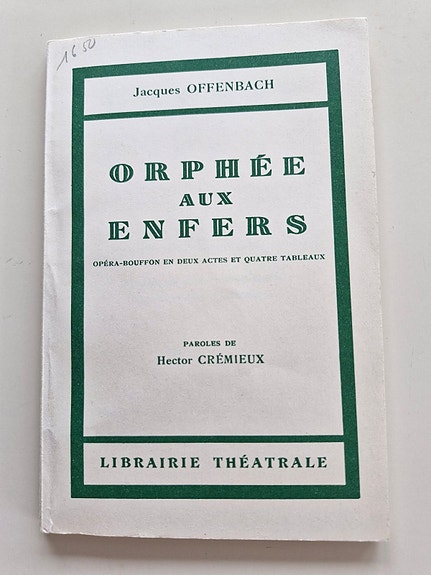 16.50
Jacques OFFENBACH
ORPHÉE
AUX
ENFERS
OPÉRA-BOUFFON EN DEUX ACTES ET QUATRE TABLEAUX
PAROLES DE
Hector CRÉMIEUX
LIBRAIRIE THÉATRALE